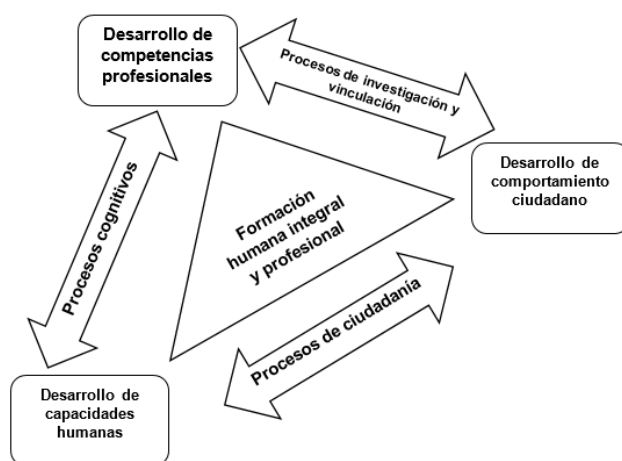 Desarrollo de
competencias
profesionales
Procesos de investigación y
vinculación
Desarrollo de
comportamiento
ciudadano
Procesos cognitivos
Formación
humana integral
y profesional
Procesos de ciudadanía
Desarrollo de
capacidades
humanas